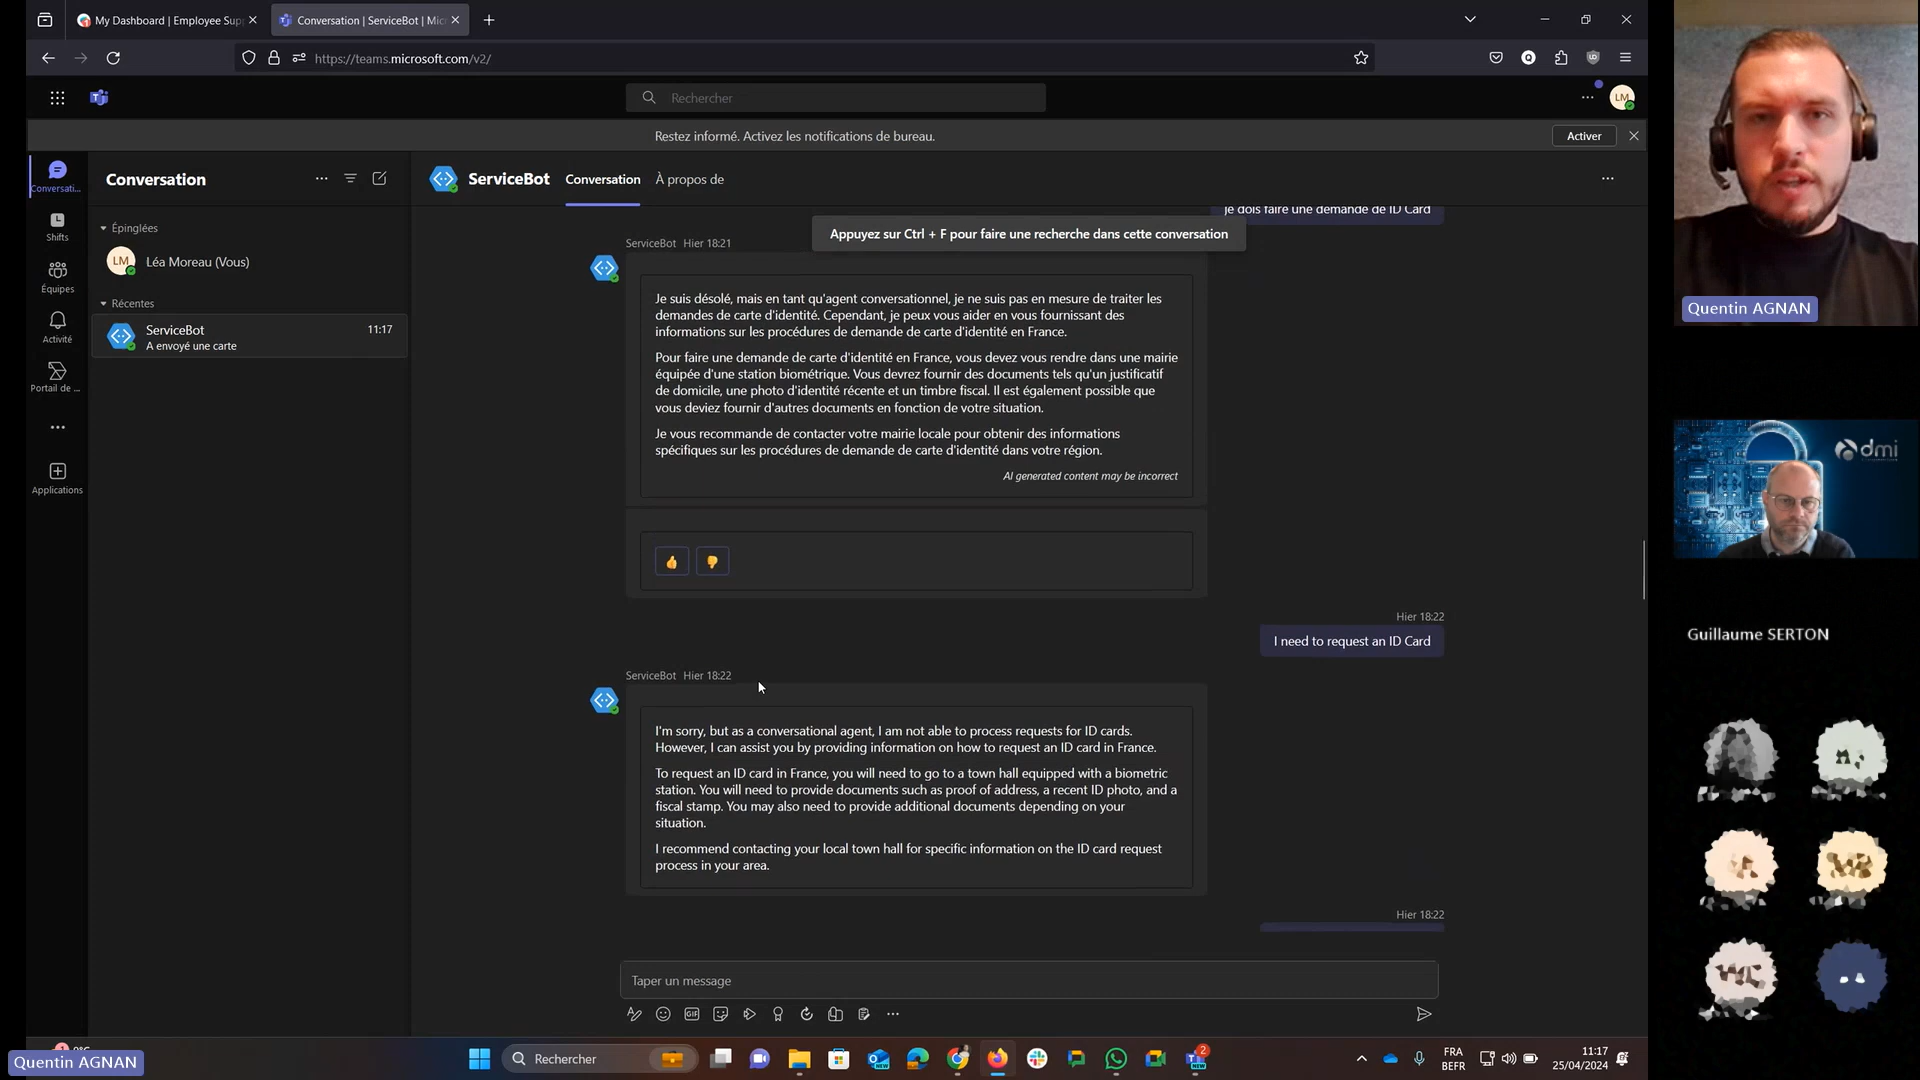 My Dashboard | Employee Sup
Conversation | ServiceBot | Mic
https://teams.microsoft.com/v2/
Rechercher
LM
Restez informé. Activez les notifications de bureau.
Activer
Conversati...
Shifts
Équipes
Activité
Portail de ...
Applications
Conversation
Épinglées
LM
Léa Moreau (Vous)
Récentes
ServiceBot
11:17
A envoyé une carte
ServiceBot
Conversation
À propos de
je dois faire une demande de ID Card
Appuyez sur Ctrl + F pour faire une recherche dans cette conversation
ServiceBot Hier 18:21
Je suis désolé, mais en tant qu'agent conversationnel, je ne suis pas en mesure de traiter les
demandes de carte d'identité. Cependant, je peux vous aider en vous fournissant des
informations sur les procédures de demande de carte d'identité en France.
Pour faire une demande de carte d'identité en France, vous devez vous rendre dans une mairie
équipée d'une station biométrique. Vous devrez fournir des documents tels qu'un justificatif
de domicile, une photo d'identité récente et un timbre fiscal. Il est également possible que
vous deviez fournir d'autres documents en fonction de votre situation.
Je vous recommande de contacter votre mairie locale pour obtenir des informations
spécifiques sur les procédures de demande de carte d'identité dans votre région.
AI generated content may be incorrect
Hier 18:22
I need to request an ID Card
ServiceBot Hier 18:22
I'm sorry, but as a conversational agent, I am not able to process requests for ID cards.
However, I can assist you by providing information on how to request an ID card in France.
To request an ID card in France, you will need to go to a town hall equipped with a biometric
station. You will need to provide documents such as proof of address, a recent ID photo, and a
fiscal stamp. You may also need to provide additional documents depending on your
situation.
I recommend contacting your local town hall for specific information on the ID card request
process in your area.
Hier 18:22
Taper un message
GIF
Quentin AGNAN
dmi
Guillaume SERTON
Quentin AGNAN
Rechercher
NEW
NEW
2
FRA
BEFR
11:17
25/04/2024